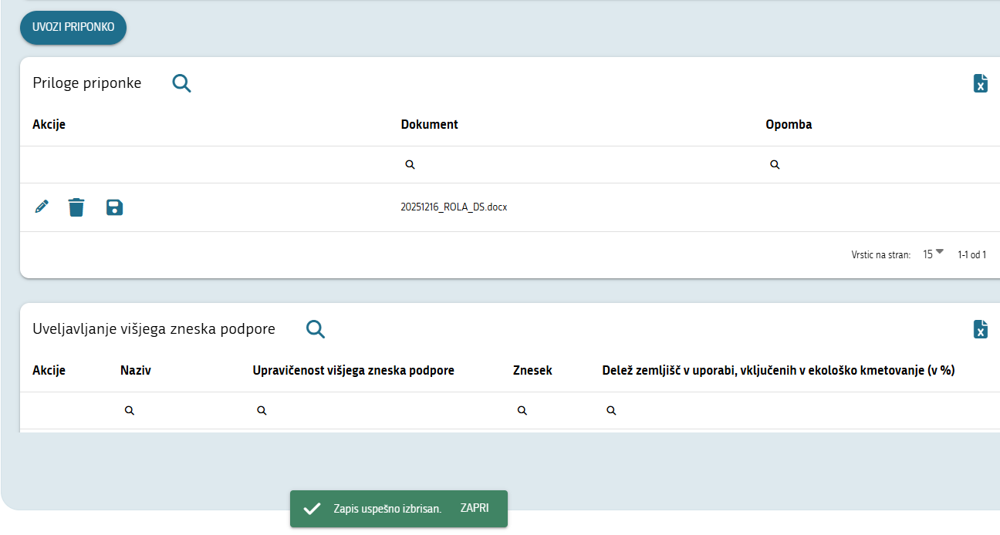 UVOZI PRIPONKO
Priloge priponke
Akcije Dokument Opomba
20251216_ROLA_DS.docx
Vrstic na stran: 15 1-1 od 1
Uveljavljanje višjega zneska podpore
Akcije Naziv Upravičenost višjega zneska podpore Znesek Delež zemljišč v uporabi, vključenih v ekološko kmetovanje (v %)
Zapis uspešno izbrisan. ZAPRI